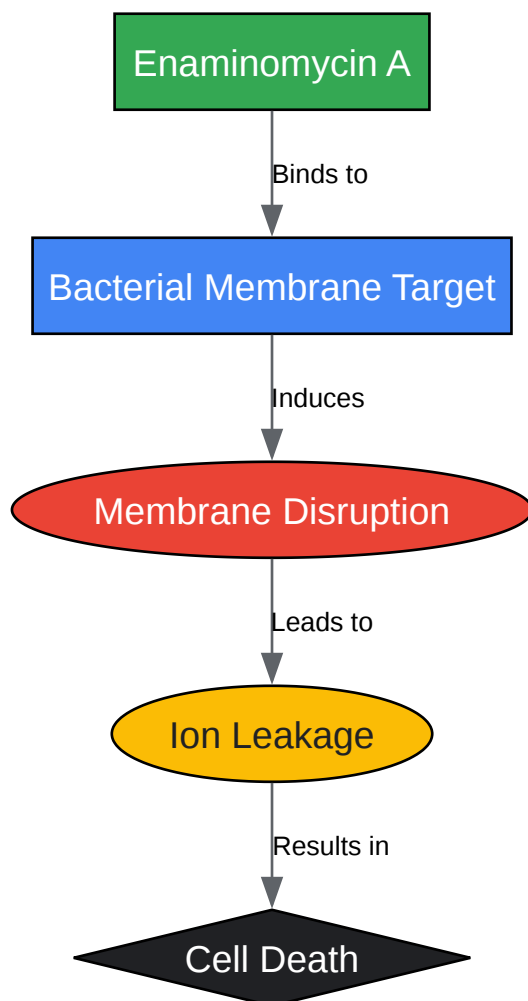 Enaminomycin A
Binds to
Bacterial Membrane Target
Induces
Membrane Disruption
Leads to
Ion Leakage
Results in
Cell Death